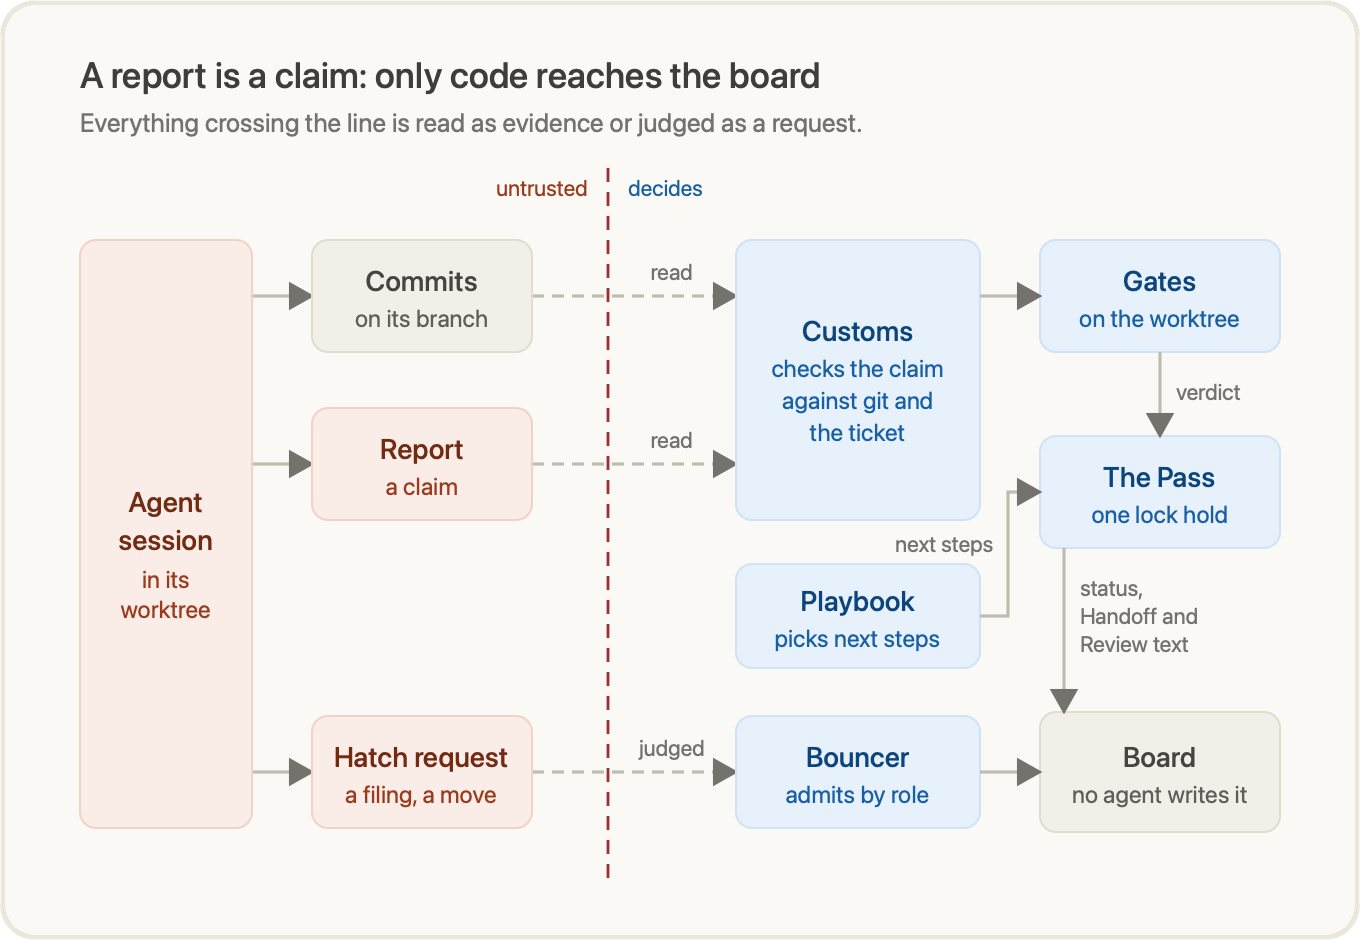 A report is a claim: only code reaches the board
Everything crossing the line is read as evidence or judged as a request.
untrusted
decides
Agent
session
in its
worktree
Commits
on its branch
read
Customs
checks the claim
against git and
the ticket
Gates
on the worktree
verdict
Report
a claim
read
The Pass
one lock hold
next steps
Playbook
picks next steps
status,
Handoff and
Review text
Hatch request
a filing, a move
judged
Bouncer
admits by role
Board
no agent writes it